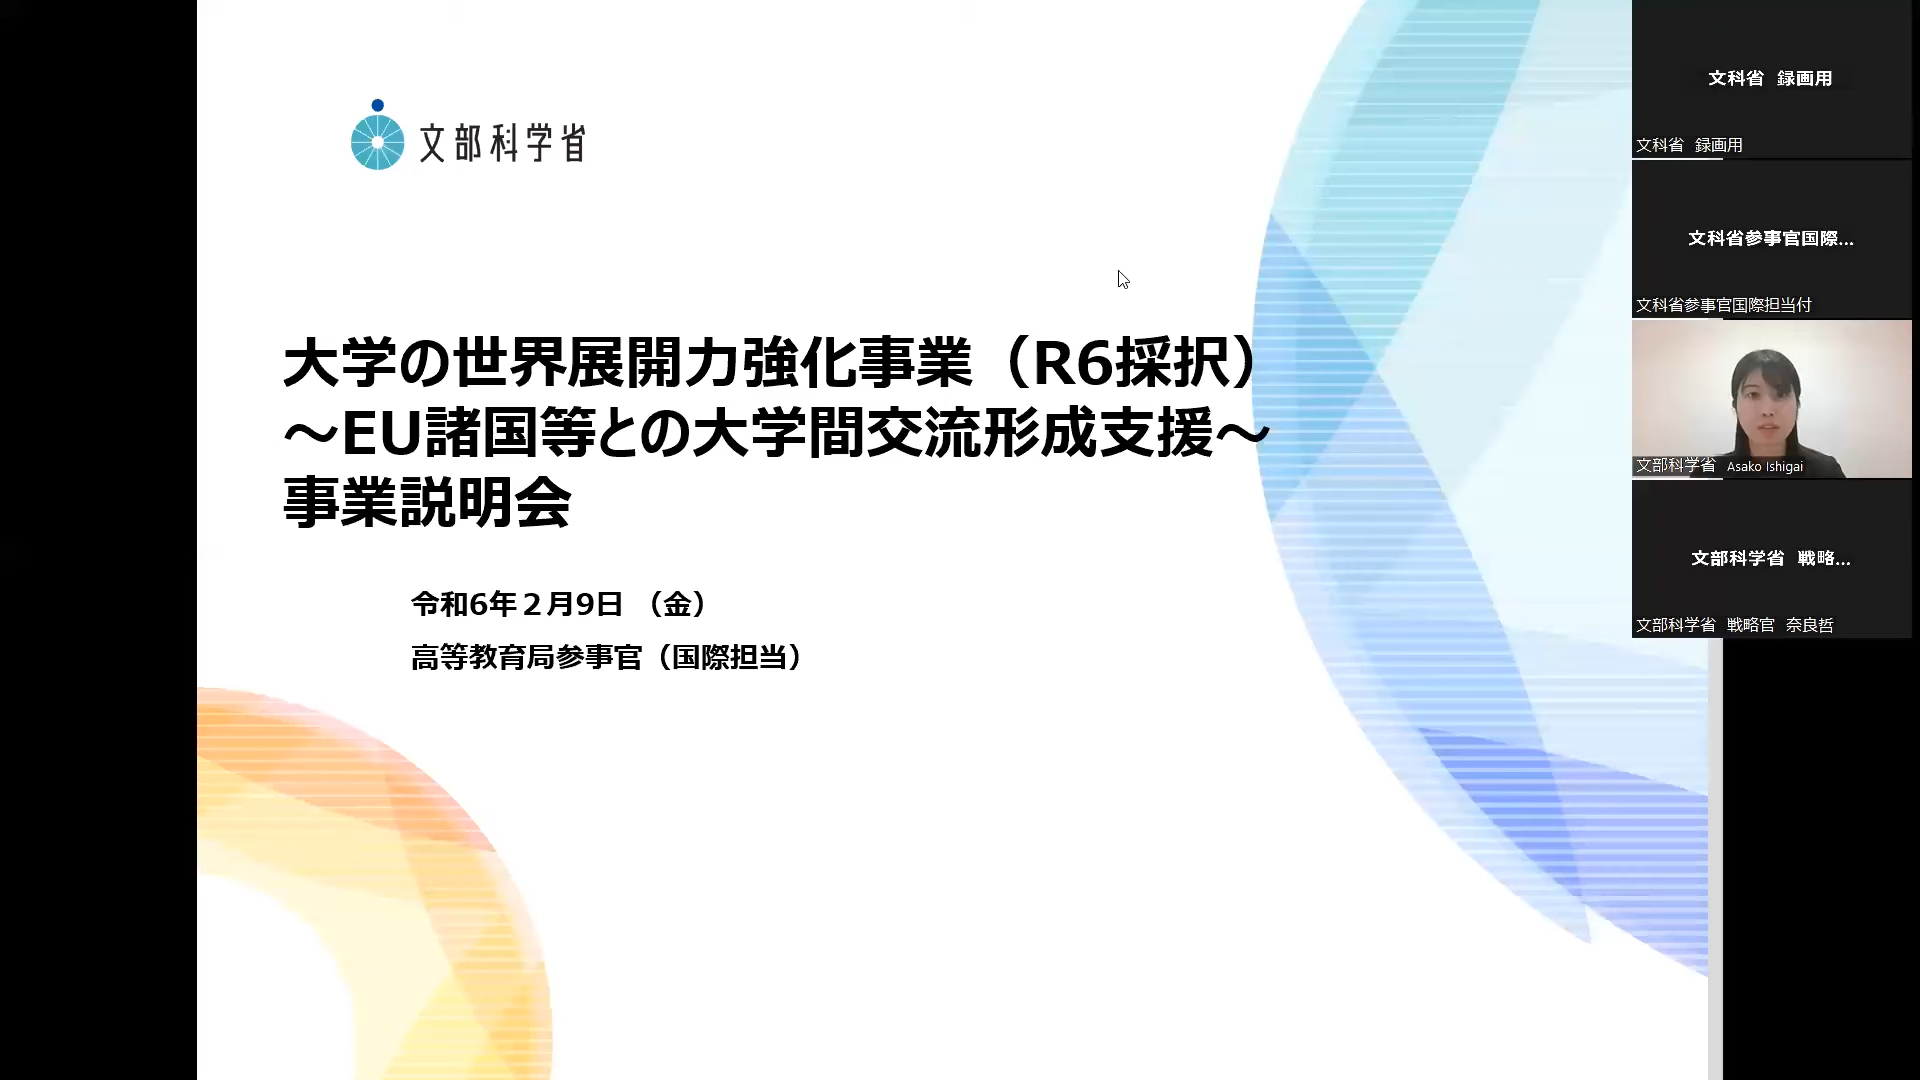 文部科学省
大学の世界展開力強化事業（R6採択）
～EU諸国等との大学間交流形成支援～
事業説明会
令和6年２月9日 （金）
高等教育局参事官（国際担当）
文科省 録画用
文科省 録画用
文科省参事官国際...
文科省参事官国際担当付
文部科学省 Asako Ishigai
文部科学省 戦略...
文部科学省 戦略官 奈良哲